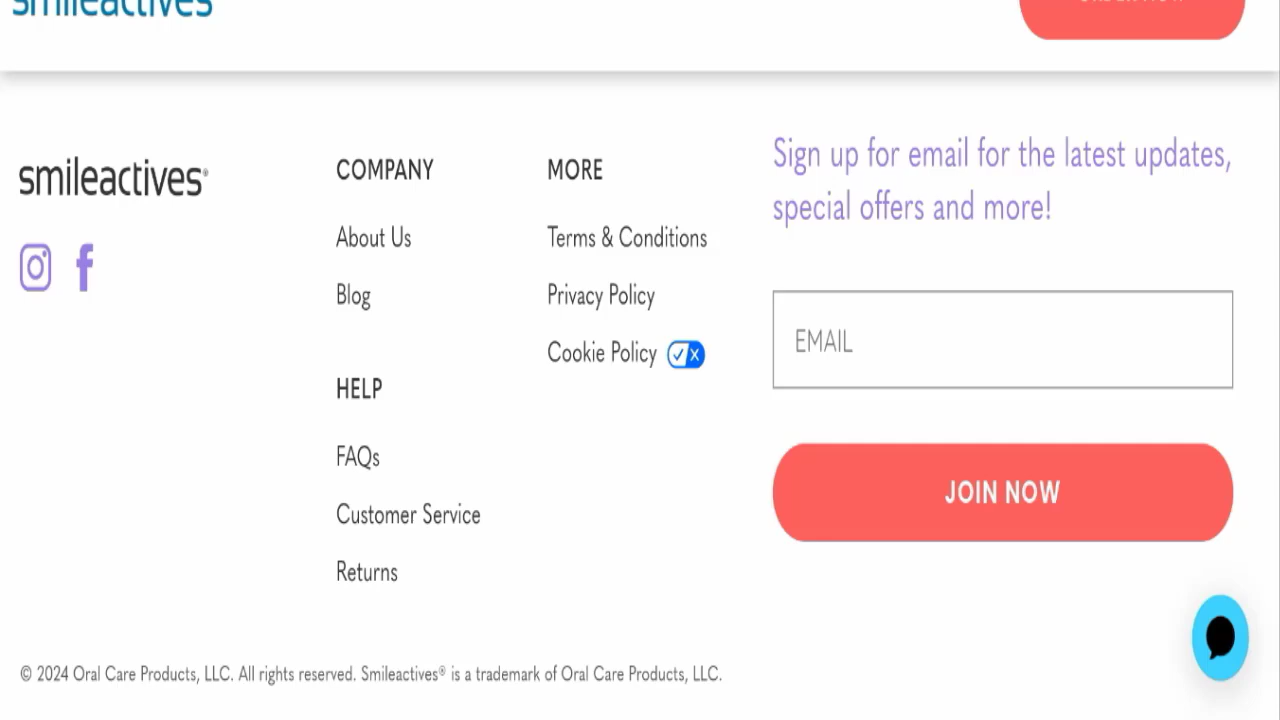 smileactives
ORDER NOW
smileactives®
COMPANY
About Us
Blog
HELP
FAQs
Customer Service
Returns
MORE
Terms & Conditions
Privacy Policy
Cookie Policy
Sign up for email for the latest updates,
special offers and more!
EMAIL
JOIN NOW
© 2024 Oral Care Products, LLC. All rights reserved. Smileactives® is a trademark of Oral Care Products, LLC.